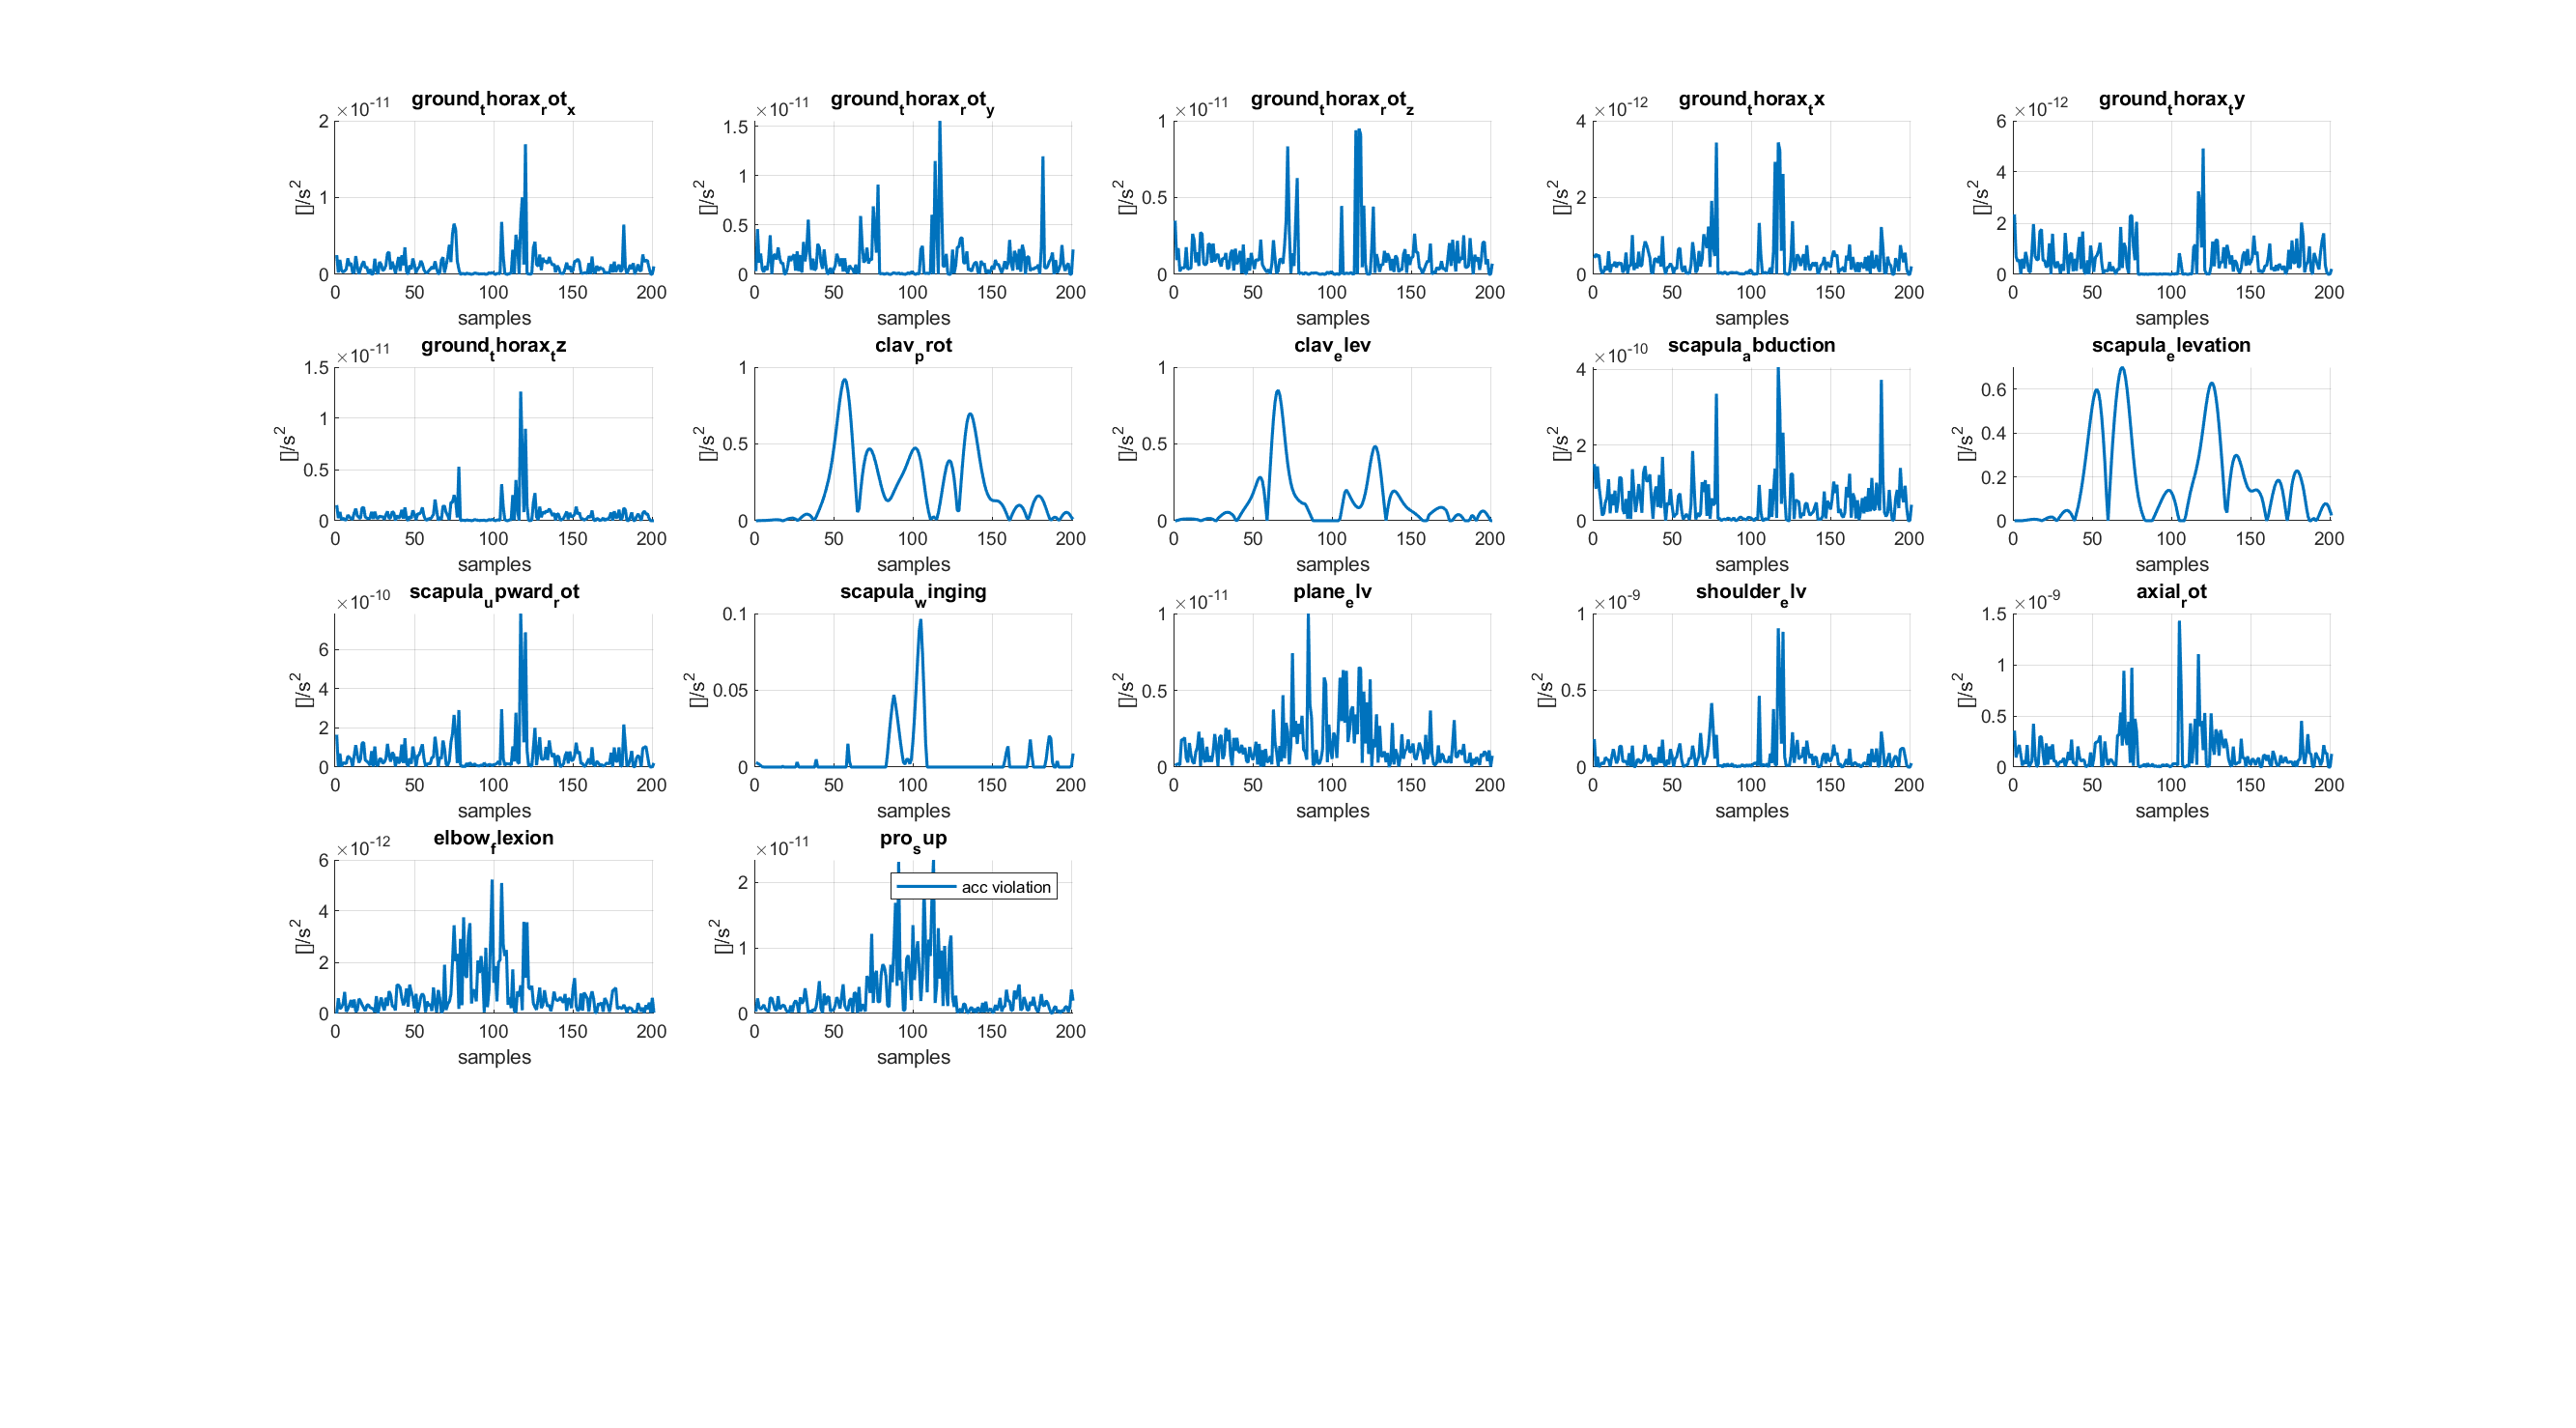 ground_thorax_rot_x
×10^-11
[]/s^2
2
1
0
0 50 100 150 200
samples
ground_thorax_rot_y
×10^-11
[]/s^2
1.5
1
0.5
0
0 50 100 150 200
samples
ground_thorax_rot_z
×10^-11
[]/s^2
1
0.5
0
0 50 100 150 200
samples
ground_thorax_tx
×10^-12
[]/s^2
4
2
0
0 50 100 150 200
samples
ground_thorax_ty
×10^-12
[]/s^2
6
4
2
0
0 50 100 150 200
samples
ground_thorax_tz
×10^-11
[]/s^2
1.5
1
0.5
0
0 50 100 150 200
samples
clav_prot
[]/s^2
1
0.5
0
0 50 100 150 200
samples
clav_elev
[]/s^2
1
0.5
0
0 50 100 150 200
samples
scapula_abduction
×10^-10
[]/s^2
4
2
0
0 50 100 150 200
samples
scapula_elevation
[]/s^2
0.6
0.4
0.2
0
0 50 100 150 200
samples
scapula_upward_rot
×10^-10
[]/s^2
6
4
2
0
0 50 100 150 200
samples
scapula_winging
[]/s^2
0.1
0.05
0
0 50 100 150 200
samples
plane_elv
×10^-11
[]/s^2
1
0.5
0
0 50 100 150 200
samples
shoulder_elv
×10^-9
[]/s^2
1
0.5
0
0 50 100 150 200
samples
axial_rot
×10^-9
[]/s^2
1.5
1
0.5
0
0 50 100 150 200
samples
elbow_flexion
×10^-12
[]/s^2
6
4
2
0
0 50 100 150 200
samples
pro_sup
×10^-11
[]/s^2
2
1
0
acc violation
0 50 100 150 200
samples